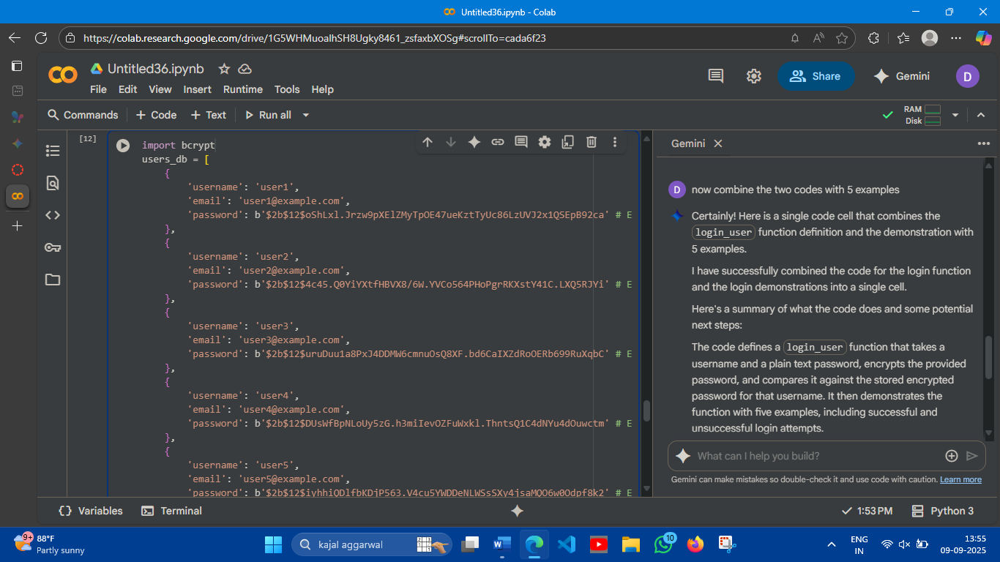 Untitled36.ipynb - Colab
https://colab.research.google.com/drive/1G5WHMuoaIhSH8Ugky8461_zsfaxbXOSg#scrollTo=cada6f23
Untitled36.ipynb
File Edit View Insert Runtime Tools Help
Share
Gemini
D
Commands + Code + Text Run all
RAM
Disk
[12]
import bcrypt
users_db = [
{
'username': 'user1',
'email': 'user1@example.com',
'password': b'$2b$12$oShLxl.Jrzw9pXElZMyTpOE47ueKztTyUc86LzUVJ2x1QSEpB92ca' # E
},
{
'username': 'user2',
'email': 'user2@example.com',
'password': b'$2b$12$4c45.Q0YiYXtfHBVX8/6W.YVCo564PHoPgrRKXstY41C.LXQ5RJYi' # E
},
{
'username': 'user3',
'email': 'user3@example.com',
'password': b'$2b$12$uruDuu1a8PxJ4DDMW6cmnuOsQ8XF.bd6CaIXZdRoOERb699RuXqbC' # E
},
{
'username': 'user4',
'email': 'user4@example.com',
'password': b'$2b$12$DUsWfBpNLoUy5zG.h3miIevOZFuWxkl.ThntsQ1C4dNYu4dOuwctm' # E
},
{
'username': 'user5',
'email': 'user5@example.com',
'password': b'$2b$12$iyhhiQDlfbKDjP563.V4cu5YWDDeNLWSsSXy4jsaMQO6w0Odpf8k2' # E
Gemini
D
now combine the two codes with 5 examples
Certainly! Here is a single code cell that combines the
login_user function definition and the demonstration with
5 examples.
I have successfully combined the code for the login function
and the login demonstrations into a single cell.
Here's a summary of what the code does and some potential
next steps:
The code defines a login_user function that takes a
username and a plain text password, encrypts the provided
password, and compares it against the stored encrypted
password for that username. It then demonstrates the
function with five examples, including successful and
unsuccessful login attempts.
What can I help you build?
Gemini can make mistakes so double-check it and use code with caution. Learn more
Variables Terminal
1:53 PM Python 3
9+
88°F
Partly sunny
kajal aggarwal
10
ENG
IN
13:55
09-09-2025